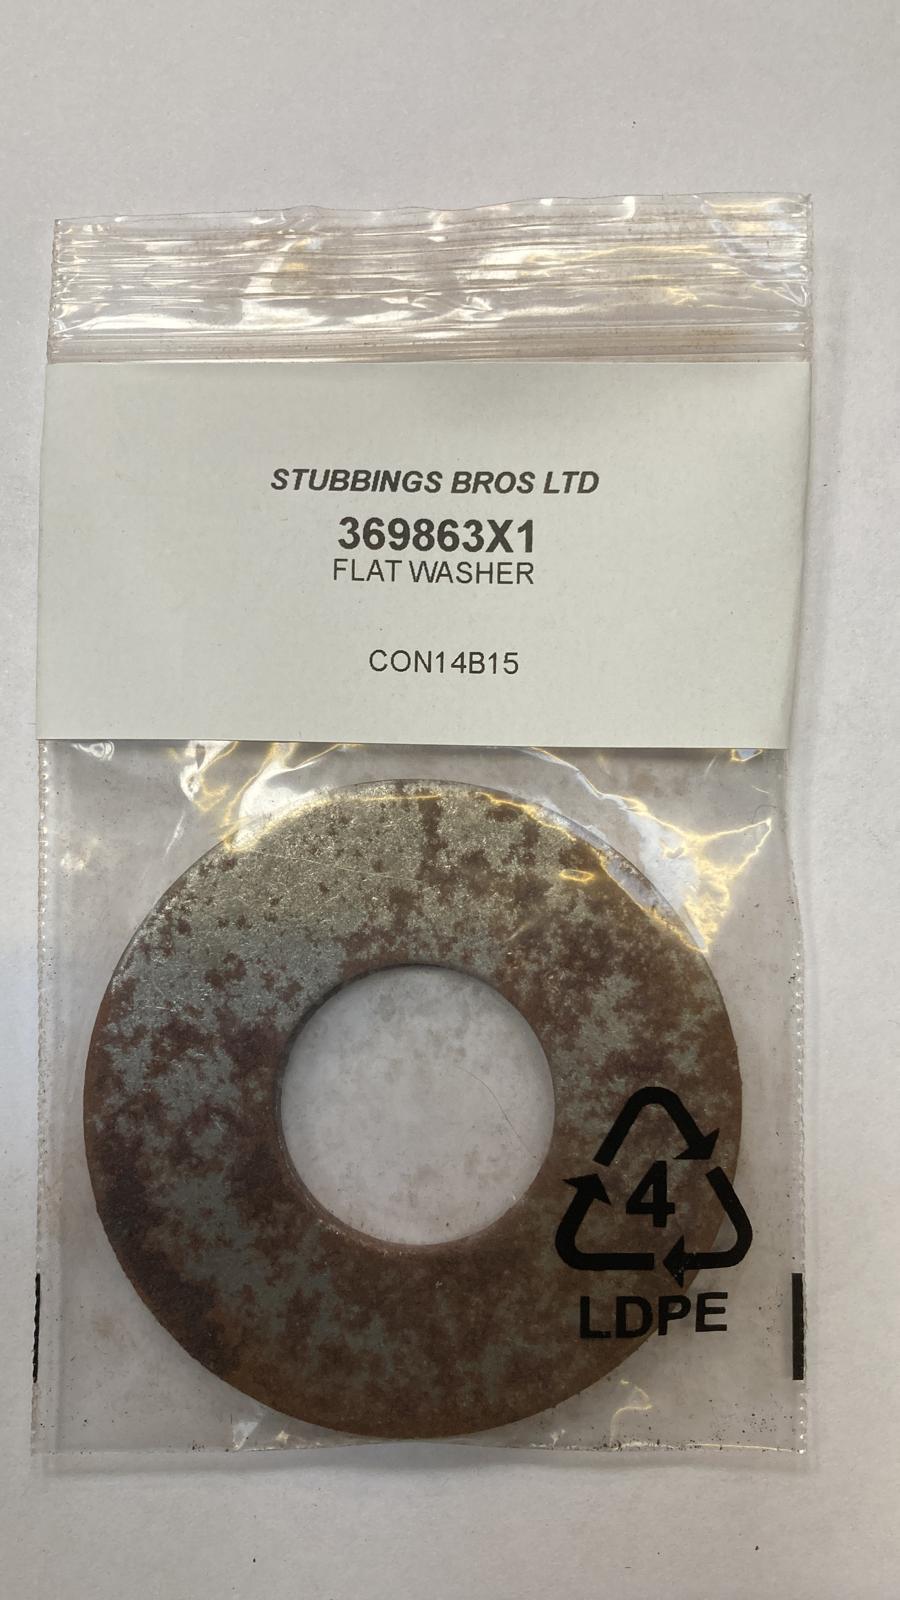 STUBBINGS BROS LTD
369863X1
FLAT WASHER
CON14B15
4
LDPE